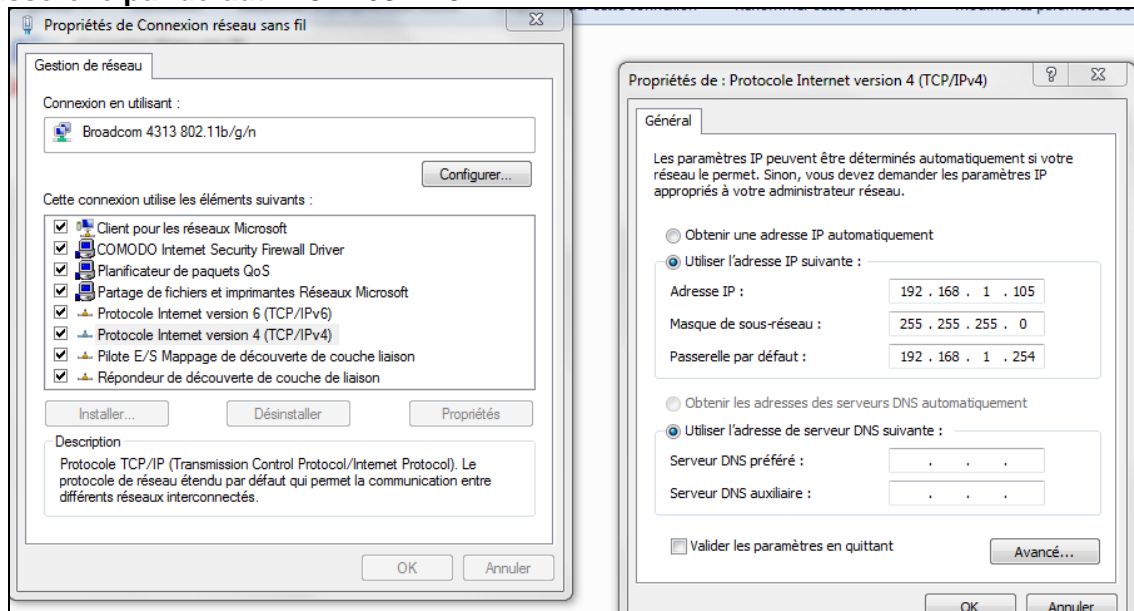 Propriétés de Connexion réseau sans fil
Gestion de réseau
Connexion en utilisant :
Broadcom 4313 802.11b/g/n
Configurer...
Cette connexion utilise les éléments suivants :
Client pour les réseaux Microsoft
COMODO Internet Security Firewall Driver
Planificateur de paquets QoS
Partage de fichiers et imprimantes Réseaux Microsoft
Protocole Internet version 6 (TCP/IPv6)
Protocole Internet version 4 (TCP/IPv4)
Pilote E/S Mappage de découverte de couche liaison
Répondeur de découverte de couche de liaison
Installer...
Désinstaller
Propriétés
Description
Protocole TCP/IP (Transmission Control Protocol/Internet Protocol). Le
protocole de réseau étendu par défaut qui permet la communication entre
différents réseaux interconnectés.
OK
Annuler
Propriétés de : Protocole Internet version 4 (TCP/IPv4)
Général
Les paramètres IP peuvent être déterminés automatiquement si votre
réseau le permet. Sinon, vous devez demander les paramètres IP
appropriés à votre administrateur réseau.
Obtenir une adresse IP automatiquement
Utiliser l'adresse IP suivante :
Adresse IP : 192 . 168 . 1 . 105
Masque de sous-réseau : 255 . 255 . 255 . 0
Passerelle par défaut : 192 . 168 . 1 . 254
Obtenir les adresses des serveurs DNS automatiquement
Utiliser l'adresse de serveur DNS suivante :
Serveur DNS préféré : . . .
Serveur DNS auxiliaire : . . .
Valider les paramètres en quittant
Avancé...
OK
Annuler